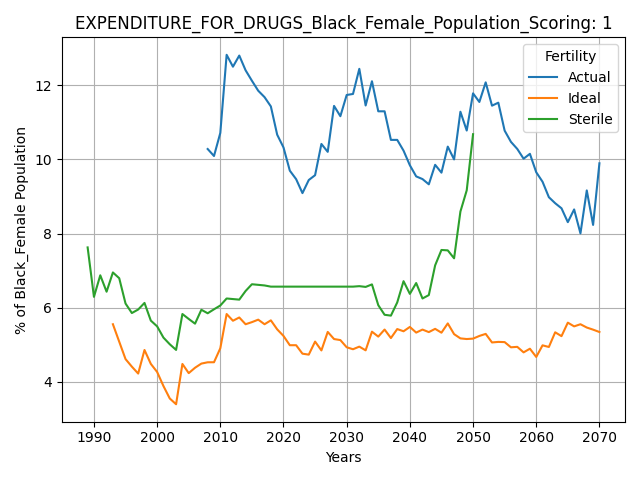 EXPENDITURE_FOR_DRUGS_Black_Female_Population_Scoring: 1
Fertility
Actual
Ideal
Sterile
% of Black_Female Population
12
10
8
6
4
1990 2000 2010 2020 2030 2040 2050 2060 2070
Years